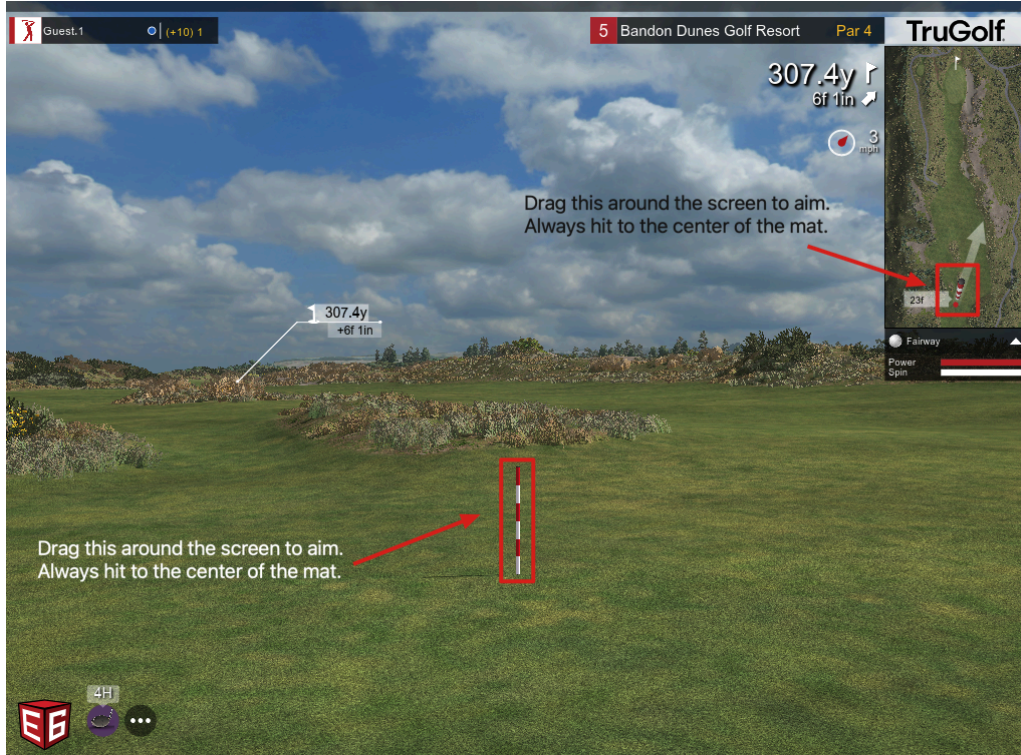 Guest.1 (+10) 1
5 Bandon Dunes Golf Resort Par 4
TruGolf
307.4y
6f 1in
3
mph
Drag this around the screen to aim.
Always hit to the center of the mat.
23f
307.4y
+6f 1in
Fairway
Power
Spin
Drag this around the screen to aim.
Always hit to the center of the mat.
4H
E6